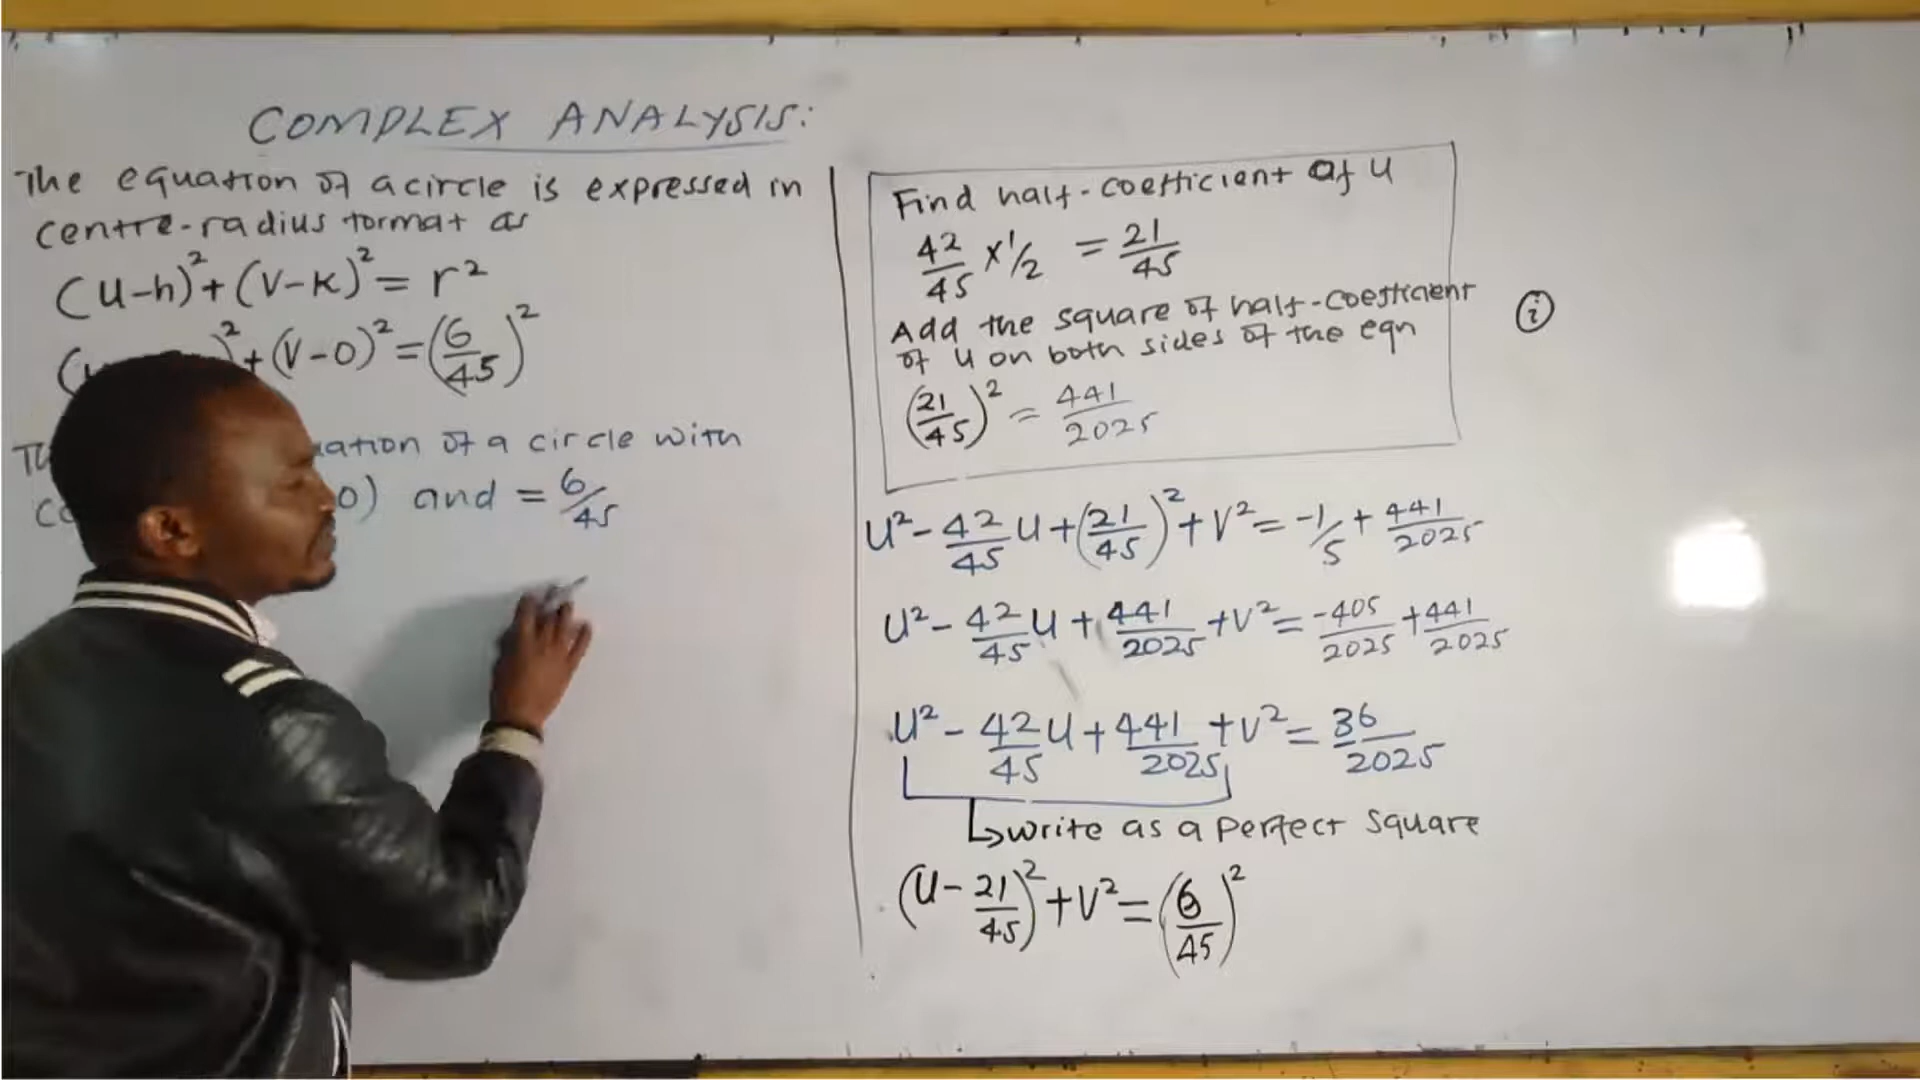 COMPLEX ANALYSIS:
The equation of a circle is expressed in
centre-radius format as
(U-h)² + (V-K)² = r²
)² + (V-0)² = (6/45)²
equation of a circle with
0) and = 6/45
Find half-coefficient of U
42/45 x 1/2 = 21/45
Add the square of half-coefficient
of U on both sides of the eqn
(21/45)² = 441/2025
i
U² - 42/45 U + (21/45)² + V² = -1/5 + 441/2025
U² - 42/45 U + 441/2025 + V² = -405/2025 + 441/2025
U² - 42/45 U + 441/2025 + V² = 36/2025
write as a perfect square
(U - 21/45)² + V² = (6/45)²